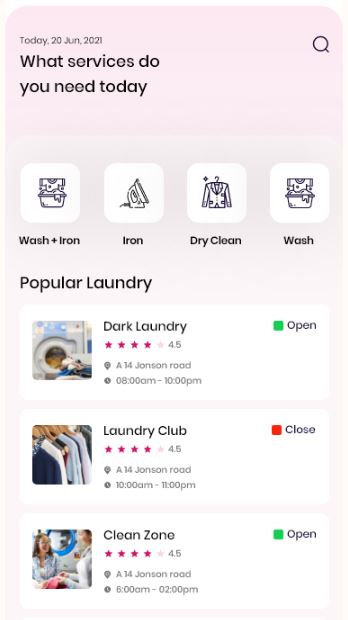 Today, 20 Jun, 2021
What services do
you need today
Wash + Iron
Iron
Dry Clean
Wash
Popular Laundry
Dark Laundry
Open
4.5
A 14 Jonson road
08:00am - 10:00pm
Laundry Club
Close
4.5
A 14 Jonson road
10:00am - 11:00pm
Clean Zone
Open
4.5
A 14 Jonson road
6:00am - 02:00pm